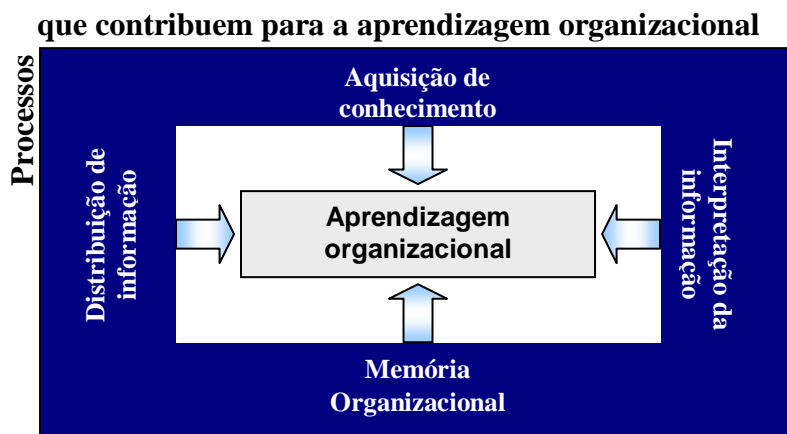 Processos
que contribuem para a aprendizagem organizacional
Aquisição de
conhecimento
Distribuição de
informação
Aprendizagem
organizacional
Interpretação da
informação
Memória
Organizacional